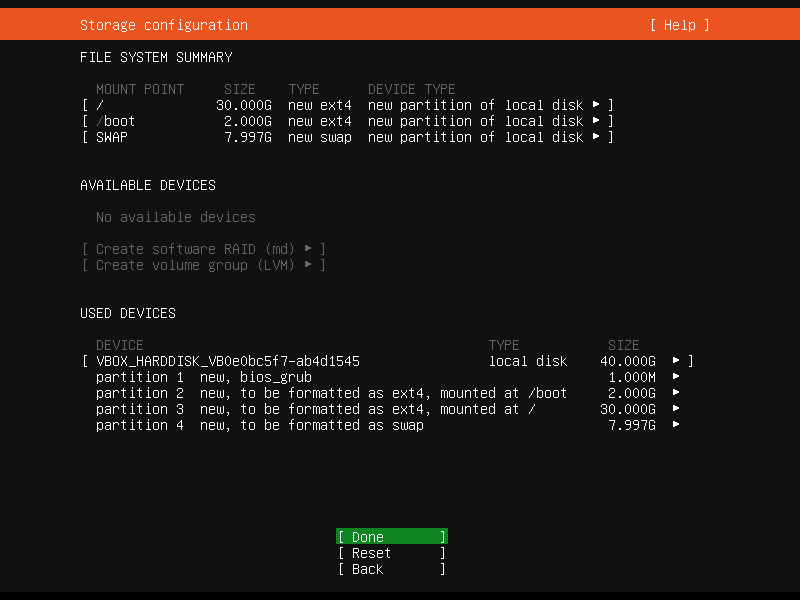 Storage configuration [ Help ]
FILE SYSTEM SUMMARY
MOUNT POINT SIZE TYPE DEVICE TYPE
[ / 30.000G new ext4 new partition of local disk ▸ ]
[ /boot 2.000G new ext4 new partition of local disk ▸ ]
[ SWAP 7.997G new swap new partition of local disk ▸ ]
AVAILABLE DEVICES
No available devices
[ Create software RAID (md) ▸ ]
[ Create volume group (LVM) ▸ ]
USED DEVICES
DEVICE TYPE SIZE
[ VBOX_HARDDISK_VB0e0bc5f7-ab4d1545 local disk 40.000G ▸ ]
partition 1 new, bios_grub 1.000M ▸
partition 2 new, to be formatted as ext4, mounted at /boot 2.000G ▸
partition 3 new, to be formatted as ext4, mounted at / 30.000G ▸
partition 4 new, to be formatted as swap 7.997G ▸
[ Done ]
[ Reset ]
[ Back ]